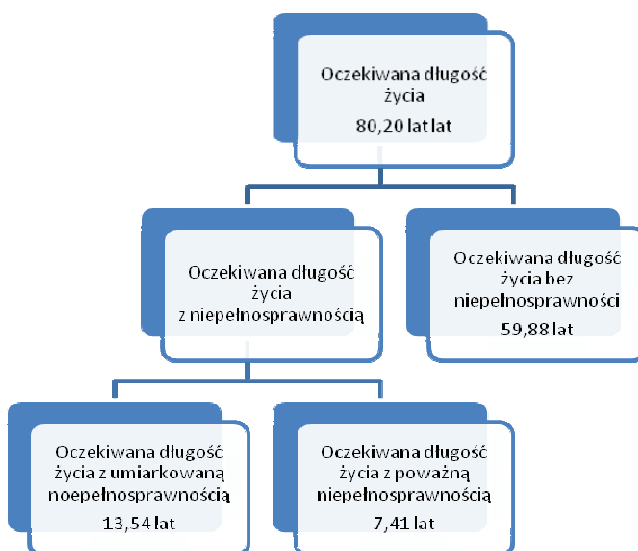 Oczekiwana długość
życia
80,20 lat lat
Oczekiwana długość
życia
z niepełnosprawnością
Oczekiwana długość
życia bez
niepełnosprawności
59,88 lat
Oczekiwana długość
życia z umiarkowaną
noepełnosprawnością
13,54 lat
Oczekiwana długość
życia z poważną
niepełnosprawnością
7,41 lat